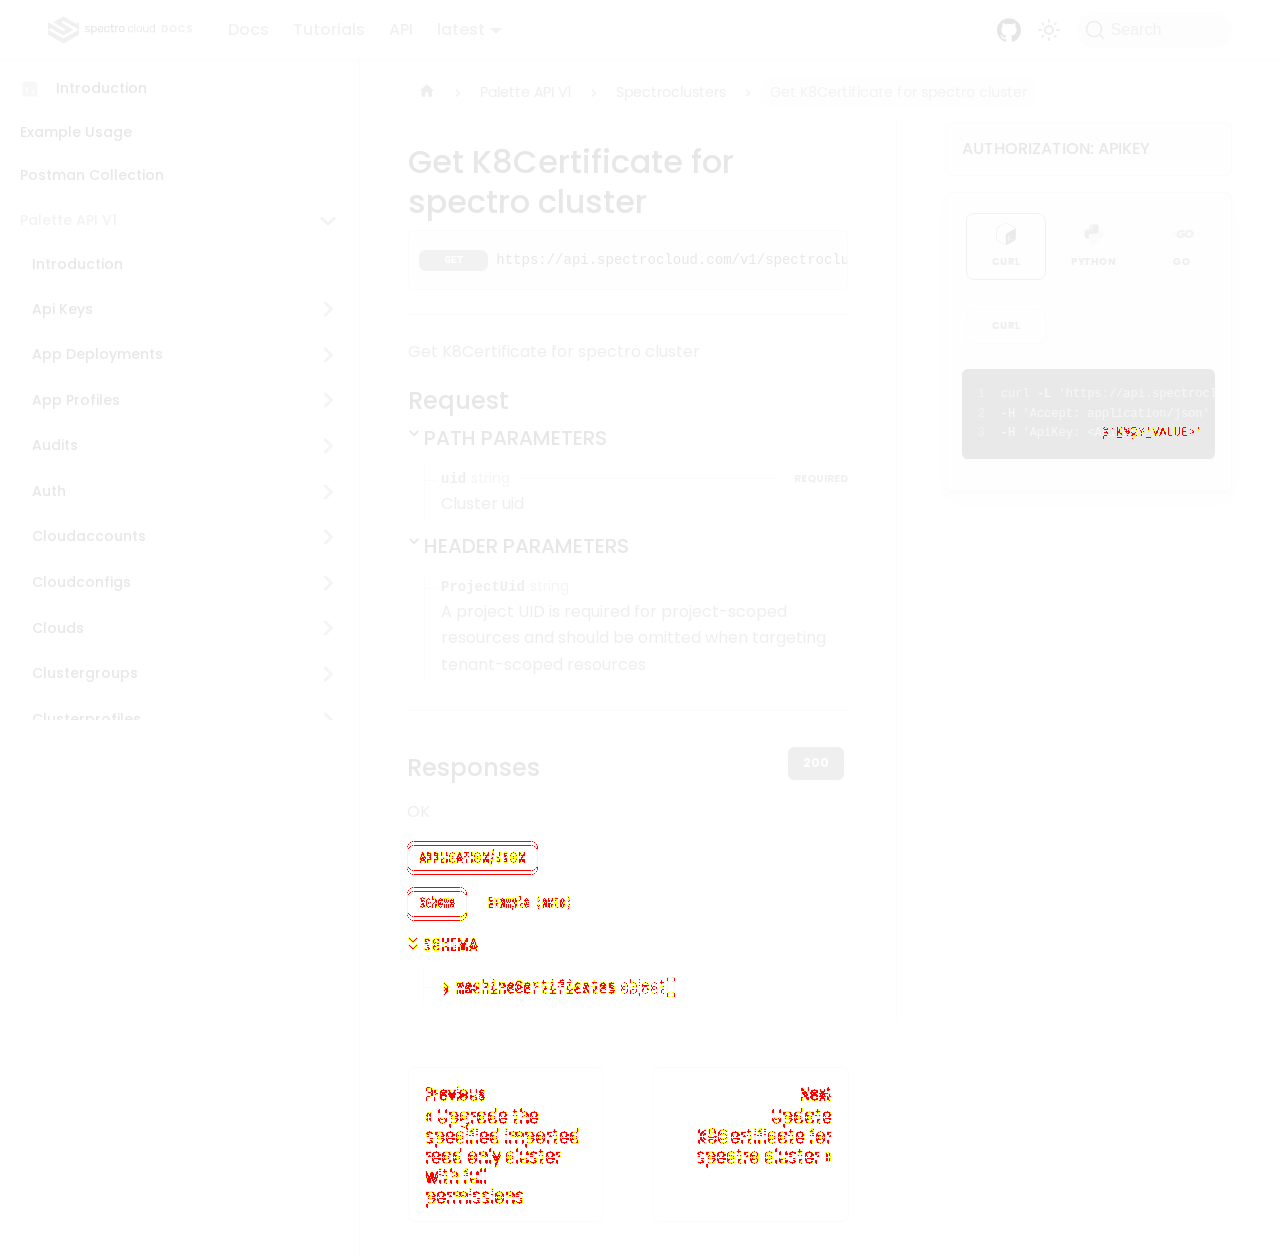 spectro cloud DOCS
Docs
Tutorials
API
latest
Search
Introduction
Example Usage
Postman Collection
Palette API V1
Introduction
Api Keys
App Deployments
App Profiles
Audits
Auth
Cloudaccounts
Cloudconfigs
Clouds
Clustergroups
Clusterprofiles
Palette API V1
Spectroclusters
Get K8Certificate for spectro cluster
Get K8Certificate for
spectro cluster
GET https://api.spectrocloud.com/v1/spectroclu
Get K8Certificate for spectro cluster
Request
PATH PARAMETERS
uid string REQUIRED
Cluster uid
HEADER PARAMETERS
ProjectUid string
A project UID is required for project-scoped
resources and should be omitted when targeting
tenant-scoped resources
Responses
200
OK
APPLICATION/JSON
Schema
Example (auto)
SCHEMA
machineCertificates object[]
Previous
« Upgrade the
specified imported
read only cluster
with full
permissions
Next
Update
K8Certificate for
spectro cluster »
AUTHORIZATION: APIKEY
CURL
PYTHON
GO
GO
CURL
1 curl -L 'https://api.spectrocl
2 -H 'Accept: application/json'
3 -H 'ApiKey: <API_KEY_VALUE>'